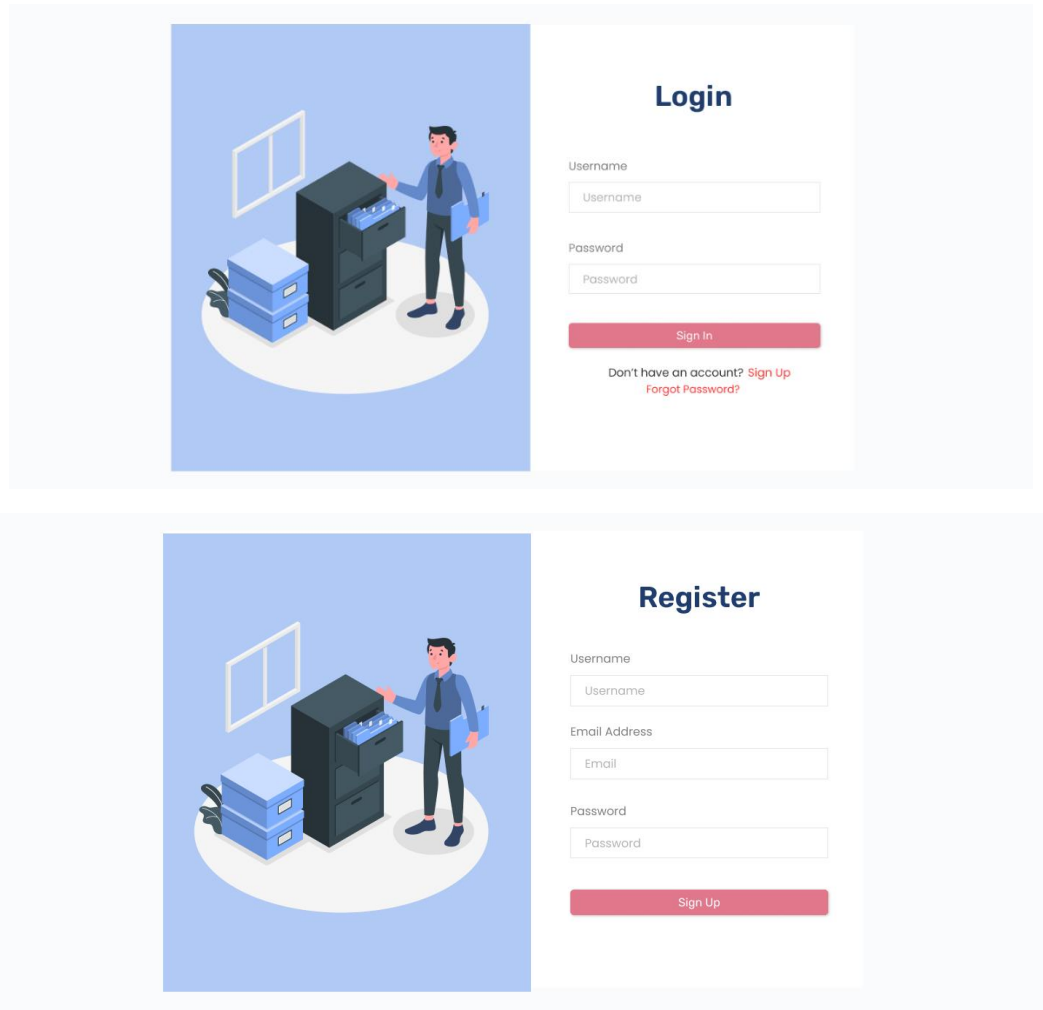 Login
Username
Username
Password
Password
Sign In
Don't have an account? Sign Up
Forgot Password?
Register
Username
Username
Email Address
Email
Password
Password
Sign Up